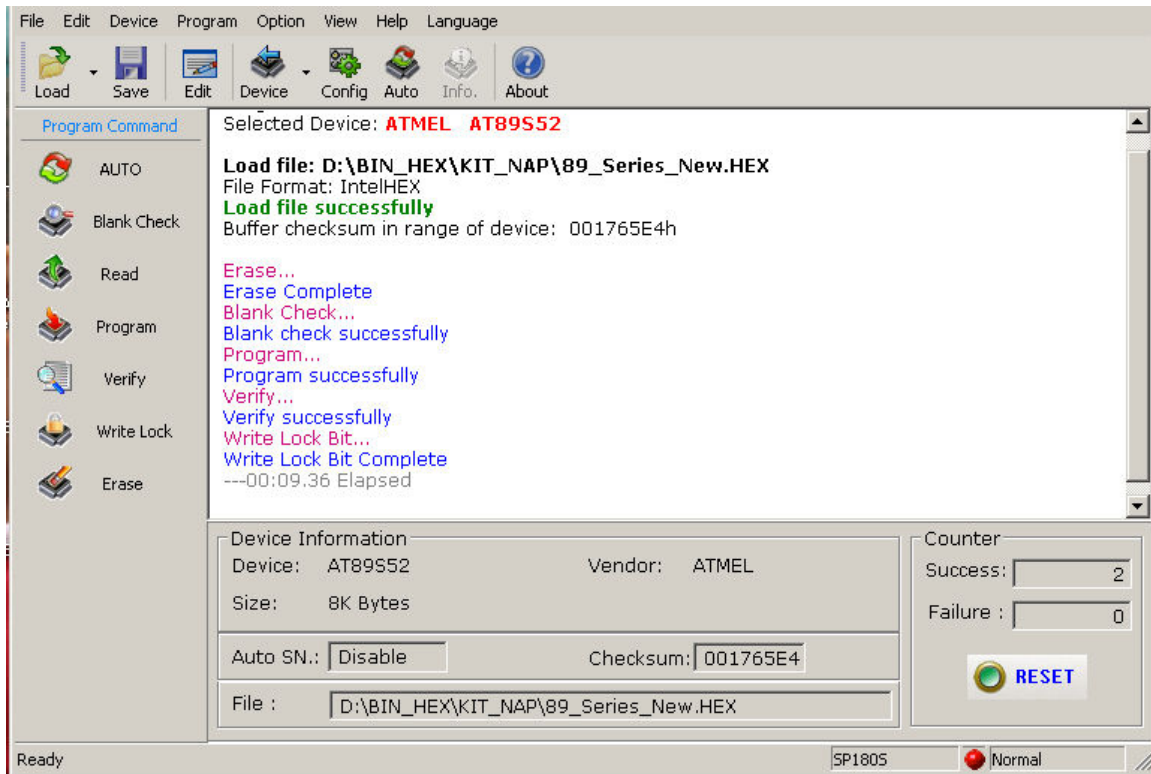 File Edit Device Program Option View Help Language
Load Save Edit Device Config Auto Info. About
Program Command
AUTO
Blank Check
Read
Program
Verify
Write Lock
Erase
Selected Device: ATMEL AT89S52
Load file: D:\BIN_HEX\KIT_NAP\89_Series_New.HEX
File Format: IntelHEX
Load file successfully
Buffer checksum in range of device: 001765E4h
Erase...
Erase Complete
Blank Check...
Blank check successfully
Program...
Program successfully
Verify...
Verify successfully
Write Lock Bit...
Write Lock Bit Complete
---00:09.36 Elapsed
Device Information
Device: AT89S52 Vendor: ATMEL
Size: 8K Bytes
Auto SN.: Disable Checksum: 001765E4
File : D:\BIN_HEX\KIT_NAP\89_Series_New.HEX
Counter
Success: 2
Failure : 0
RESET
Ready SP180S Normal